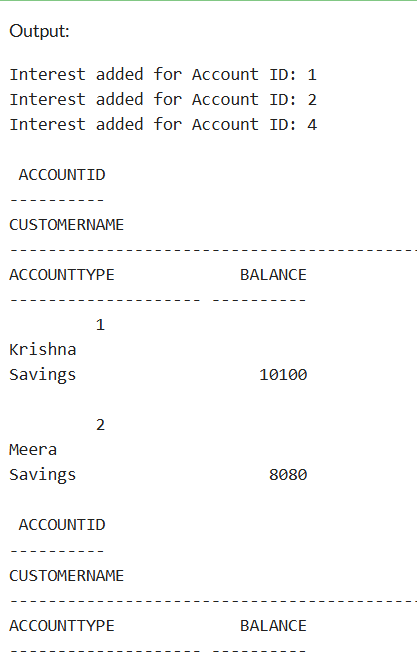 Output:
Interest added for Account ID: 1
Interest added for Account ID: 2
Interest added for Account ID: 4
 ACCOUNTID
----------
CUSTOMERNAME
-------------------------------------------
ACCOUNTTYPE             BALANCE
-------------------- ----------
         1
Krishna
Savings                   10100
         2
Meera
Savings                    8080
 ACCOUNTID
----------
CUSTOMERNAME
-------------------------------------------
ACCOUNTTYPE             BALANCE
-------------------- ----------